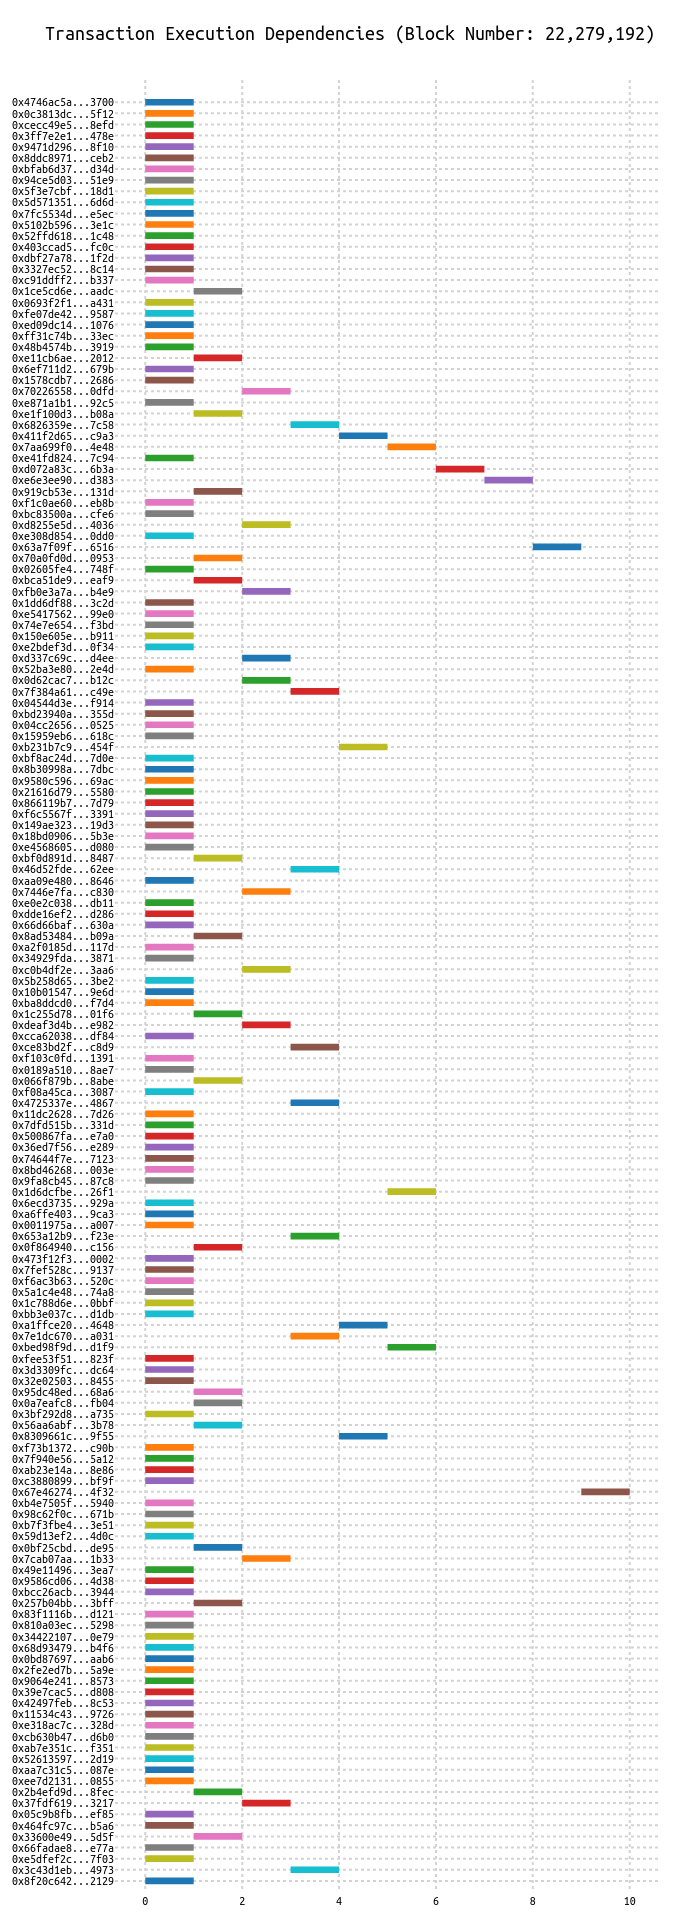 Transaction Execution Dependencies (Block Number: 22,279,192)
0x4746ac5a...3700
0x0c3813dc...5f12
0xcecc49e5...8efd
0x3ff7e2e1...478e
0x9471d296...8f10
0x8ddc8971...ceb2
0xbfab6d37...d34d
0x94ce5d03...51e9
0x5f3e7cbf...18d1
0x5d571351...6d6d
0x7fc5534d...e5ec
0x5102b596...3e1c
0x52ffd618...1c48
0x403ccad5...fc0c
0xdbf27a78...1f2d
0x3327ec52...8c14
0xc91ddff2...b337
0x1ce5cd6e...aadc
0x0693f2f1...a431
0xfe07de42...9587
0xed09dc14...1076
0xff31c74b...33ec
0x48b4574b...3919
0xe11cb6ae...2012
0x6ef711d2...679b
0x1578cdb7...2686
0x70226558...0dfd
0xe871a1b1...92c5
0xe1f100d3...b08a
0x6826359e...7c58
0x411f2d65...c9a3
0x7aa699f0...4e48
0xe41fd824...7c94
0xd072a83c...6b3a
0xe6e3ee90...d383
0x919cb53e...131d
0xf1c0ae60...eb8b
0xbc83500a...cfe6
0xd8255e5d...4036
0xe308d854...0dd0
0x63a7f09f...6516
0x70a0fd0d...0953
0x02605fe4...748f
0xbca51de9...eaf9
0xfb0e3a7a...b4e9
0x1dd6df88...3c2d
0xe5417562...99e0
0x74e7e654...f3bd
0x150e605e...b911
0xe2bdef3d...0f34
0xd337c69c...d4ee
0x52ba3e80...2e4d
0x0d62cac7...b12c
0x7f384a61...c49e
0x04544d3e...f914
0xbd23940a...355d
0x04cc2656...0525
0x15959eb6...618c
0xb231b7c9...454f
0xbf8ac24d...7d0e
0x8b30998a...7dbc
0x9580c596...69ac
0x21616d79...5580
0x866119b7...7d79
0xf6c5567f...3391
0x149ae323...19d3
0x18bd0906...5b3e
0xe4568605...d080
0xbf0d891d...8487
0x46d52fde...62ee
0xaa09e480...8646
0x7446e7fa...c830
0xe0e2c038...db11
0xdde16ef2...d286
0x66d66baf...630a
0x8ad53484...b09a
0xa2f0185d...117d
0x34929fda...3871
0xc0b4df2e...3aa6
0x5b258d65...3be2
0x10b01547...9e6d
0xba8ddcd0...f7d4
0x1c255d78...01f6
0xdeaf3d4b...e982
0xcca62038...df84
0xce83bd2f...c8d9
0xf103c0fd...1391
0x0189a510...8ae7
0x066f879b...8abe
0xf08a45ca...3087
0x4725337e...4867
0x11dc2628...7d26
0x7dfd515b...331d
0x500867fa...e7a0
0x36ed7f56...e289
0x74644f7e...7123
0x8bd46268...003e
0x9fa8cb45...87c8
0x1d6dcfbe...26f1
0x6ecd3735...929a
0xa6ffe403...9ca3
0x0011975a...a007
0x653a12b9...f23e
0x0f864940...c156
0x473f12f3...0002
0x7fef528c...9137
0xf6ac3b63...520c
0x5a1c4e48...74a8
0x1c788d6e...0bbf
0xbb3e037c...d1db
0xa1ffce20...4648
0x7e1dc670...a031
0xbed98f9d...d1f9
0xfee53f51...823f
0x3d3309fc...dc64
0x32e02503...8455
0x95dc48ed...68a6
0x0a7eafc8...fb04
0x3bf292d8...a735
0x56aa6abf...3b78
0x8309661c...9f55
0xf73b1372...c90b
0x7f940e56...5a12
0xab23e14a...8e86
0xc3880899...bf9f
0x67e46274...4f32
0xb4e7505f...5940
0x98c62f0c...671b
0xb7f3fbe4...3e51
0x59d13ef2...4d0c
0x0bf25cbd...de95
0x7cab07aa...1b33
0x49e11496...3ea7
0x9586cd06...4d38
0xbcc26acb...3944
0x257b04bb...3bff
0x83f1116b...d121
0x810a03ec...5298
0x34422107...0e79
0x68d93479...b4f6
0x0bd87697...aab6
0x2fe2ed7b...5a9e
0x9064e241...8573
0x39e7cac5...d808
0x42497feb...8c53
0x11534c43...9726
0xe318ac7c...328d
0xcb630b47...d6b0
0xab7e351c...f351
0x52613597...2d19
0xaa7c31c5...087e
0xee7d2131...0855
0x2b4efd9d...8fec
0x37fdf619...3217
0x05c9b8fb...ef85
0x464fc97c...b5a6
0x33600e49...5d5f
0x66fadae8...e77a
0xe5dfef2c...7f03
0x3c43d1eb...4973
0x8f20c642...2129
0 2 4 6 8 10